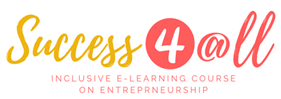 Success 4 @ll
INCLUSIVE E-LEARNING COURSE
ON ENTREPRNEURSHIP